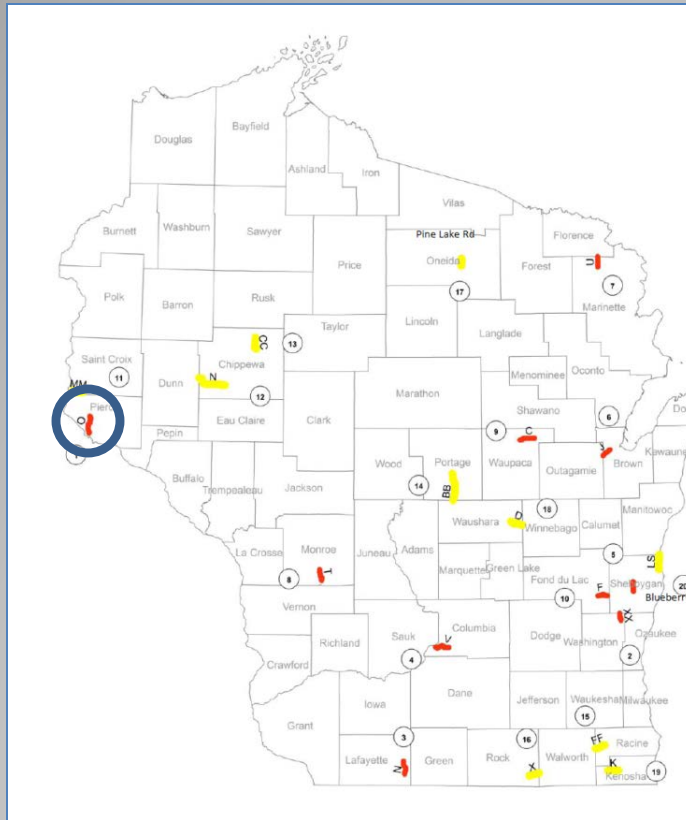 Bayfield
Douglas
Ashland
Iron
Vilas
Burnett
Washburn
Sawyer
Pine Lake Rd
Florence
Oneida
Forest
U
Price
7
Polk
Barron
Rusk
17
Marinette
Taylor
Lincoln
Langlade
Saint Croix
CC
13
Oconto
Chippewa
Menominee
11
Dunn
N
MM
Marathon
12
Shawano
6
Pierc
O
Eau Claire
Clark
9
C
Pepin
J
Kewaune
Wood
Portage
Waupaca
Outagamie
Brown
Buffalo
Trempealeau
Jackson
14
BB
18
Manitowoc
D
Waushara
Winnebago
Calumet
La Crosse
Monroe
Juneau
Adams
5
LS
Marquette
Green Lake
8
T
Fond du Lac
Sheboygan
20
10
F
Blueberr
Vernon
XX
Columbia
Richland
Sauk
V
Dodge
Washington
Ozaukee
4
2
Crawford
Dane
Iowa
Jefferson
Waukesha
Milwaukee
Grant
15
3
16
FF
Racine
Lafayette
N
Green
Rock
Walworth
X
K
19
Kenosha